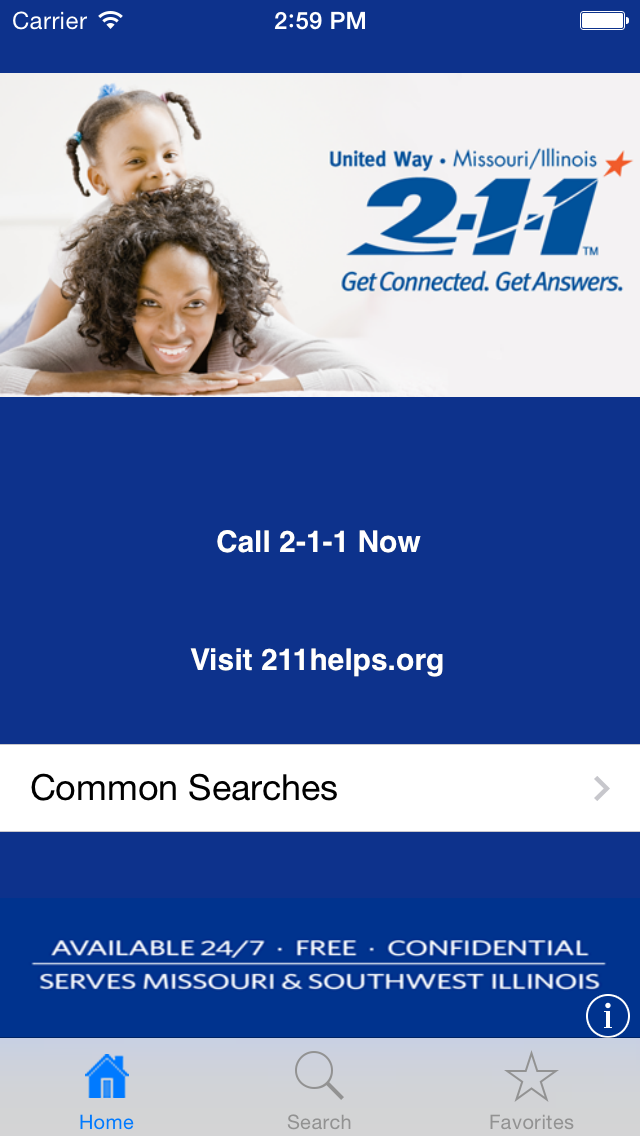 Carrier 2:59 PM
United Way • Missouri/Illinois
2-1-1™
Get Connected. Get Answers.
Call 2-1-1 Now
Visit 211helps.org
Common Searches
AVAILABLE 24/7 · FREE · CONFIDENTIAL
SERVES MISSOURI & SOUTHWEST ILLINOIS
i
Home Search Favorites